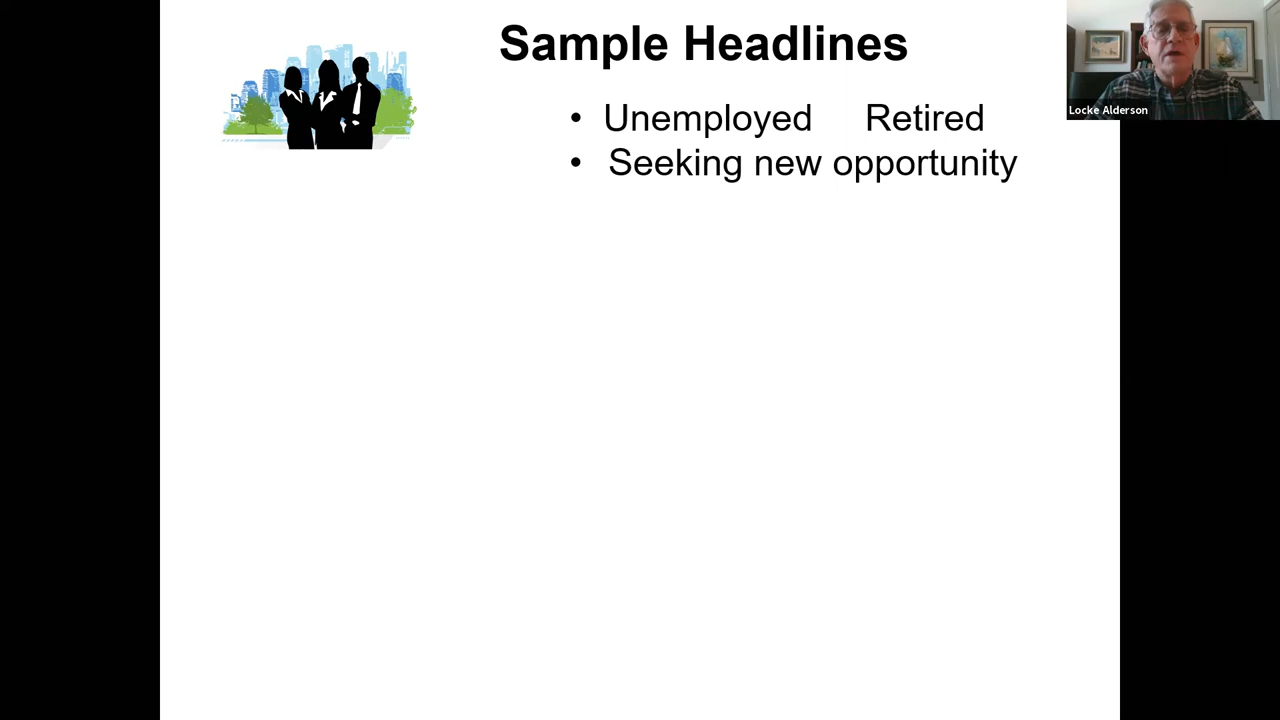 Sample Headlines
Locke Alderson
• Unemployed Retired
• Seeking new opportunity